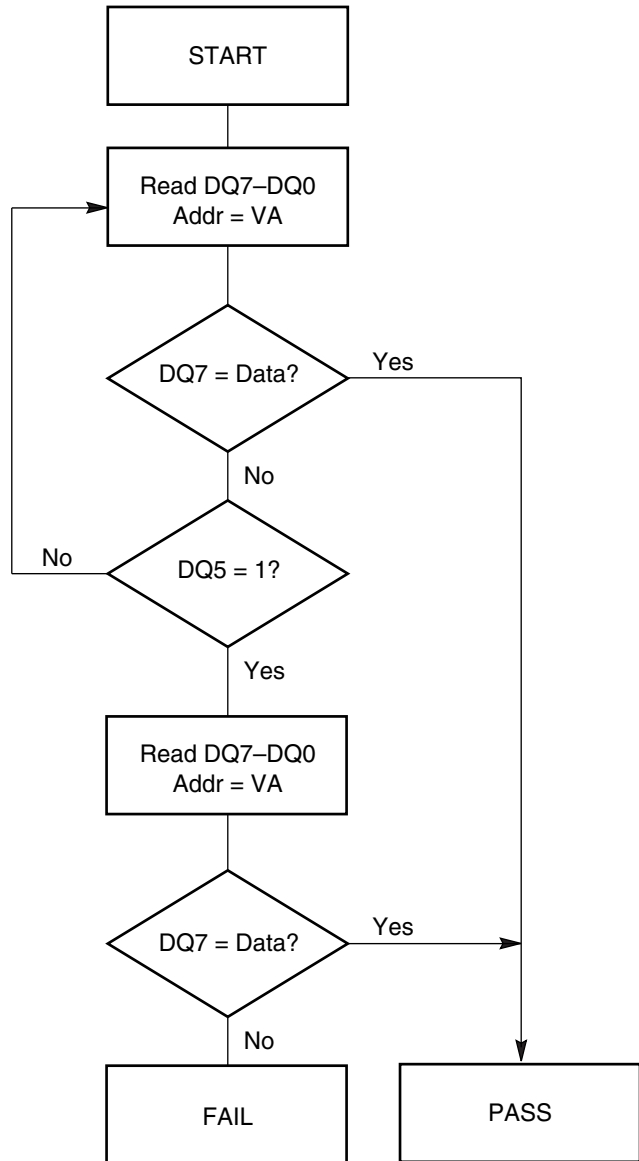 START
Read DQ7–DQ0
Addr = VA
DQ7 = Data?
Yes
No
No
DQ5 = 1?
Yes
Read DQ7–DQ0
Addr = VA
DQ7 = Data?
Yes
No
FAIL
PASS